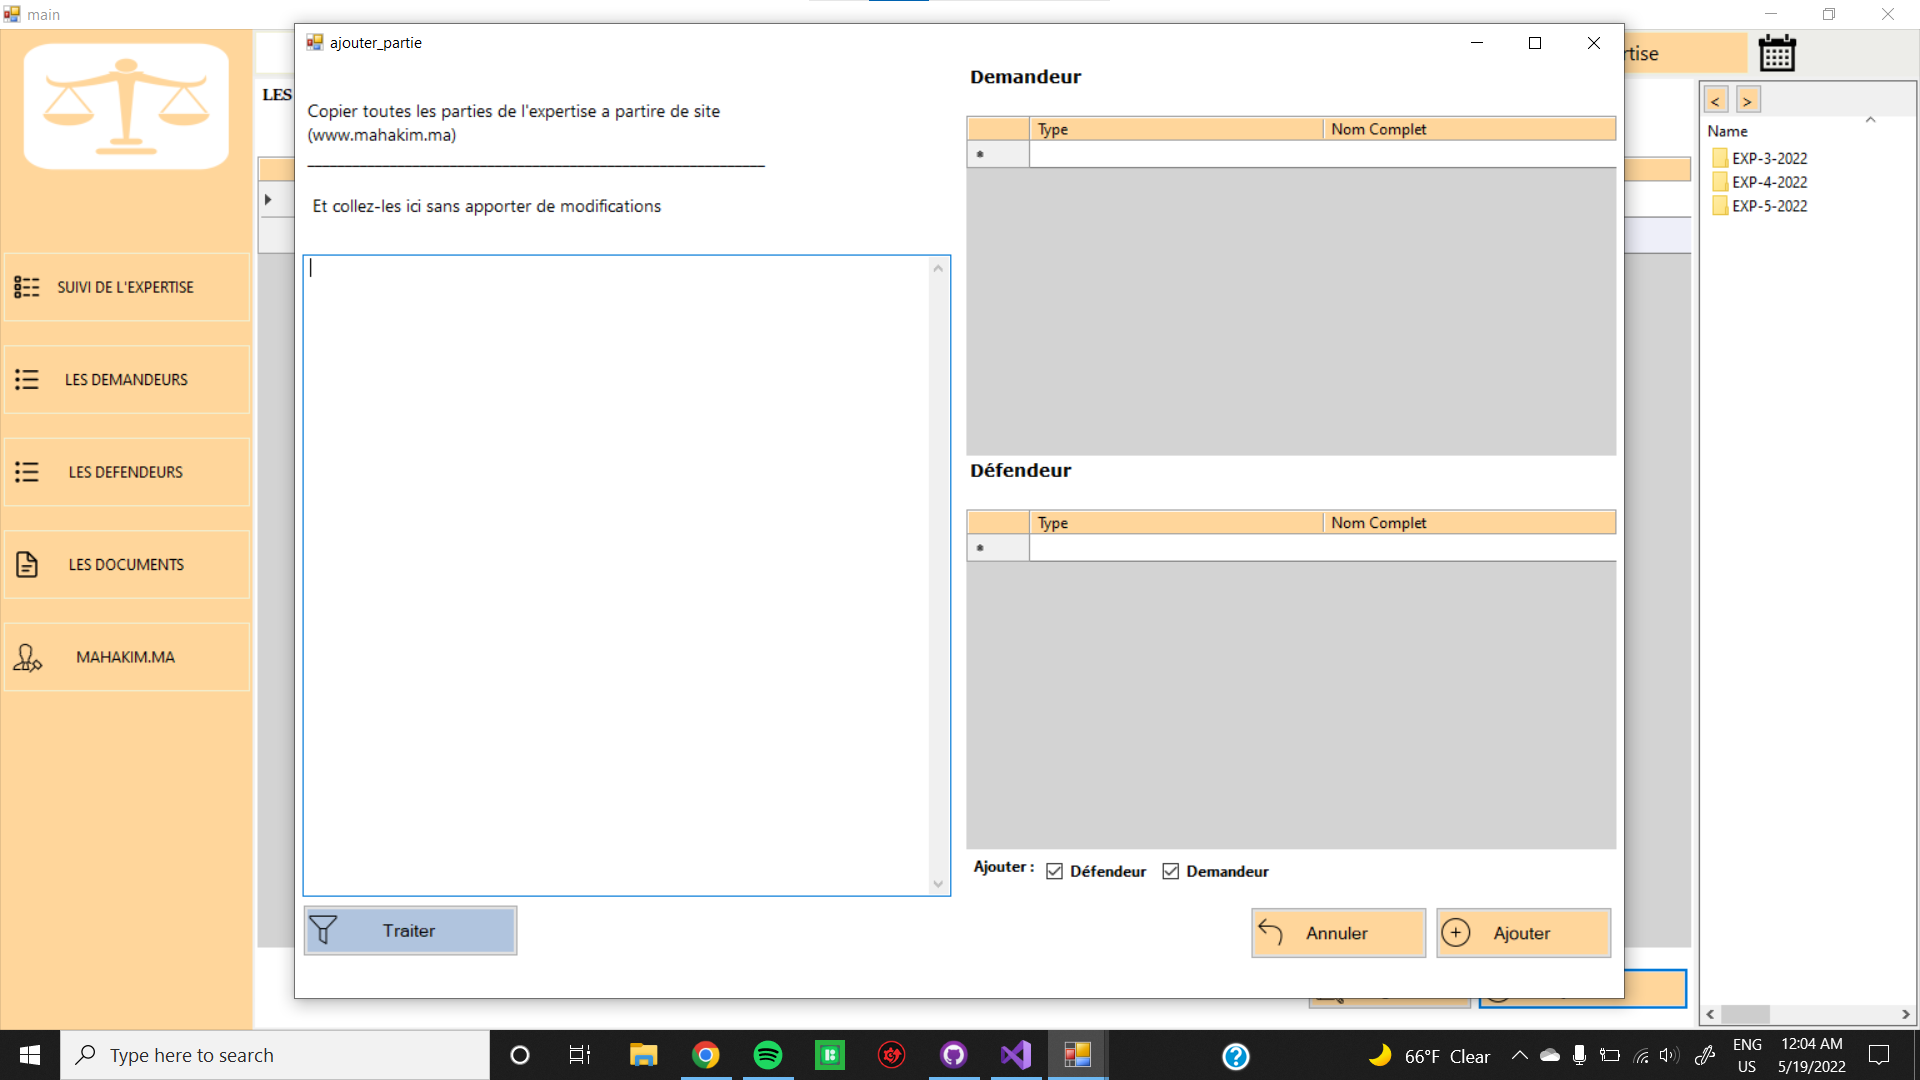 main
ajouter_partie
rtise
LES
Copier toutes les parties de l'expertise a partire de site
(www.mahakim.ma)
Et collez-les ici sans apporter de modifications
SUIVI DE L'EXPERTISE
LES DEMANDEURS
LES DEFENDEURS
LES DOCUMENTS
MAHAKIM.MA
Traiter
Demandeur
Type Nom Complet
Défendeur
Type Nom Complet
Ajouter : Défendeur Demandeur
Annuler Ajouter
< >
Name
EXP-3-2022
EXP-4-2022
EXP-5-2022
Type here to search
66°F Clear
ENG
US
12:04 AM
5/19/2022